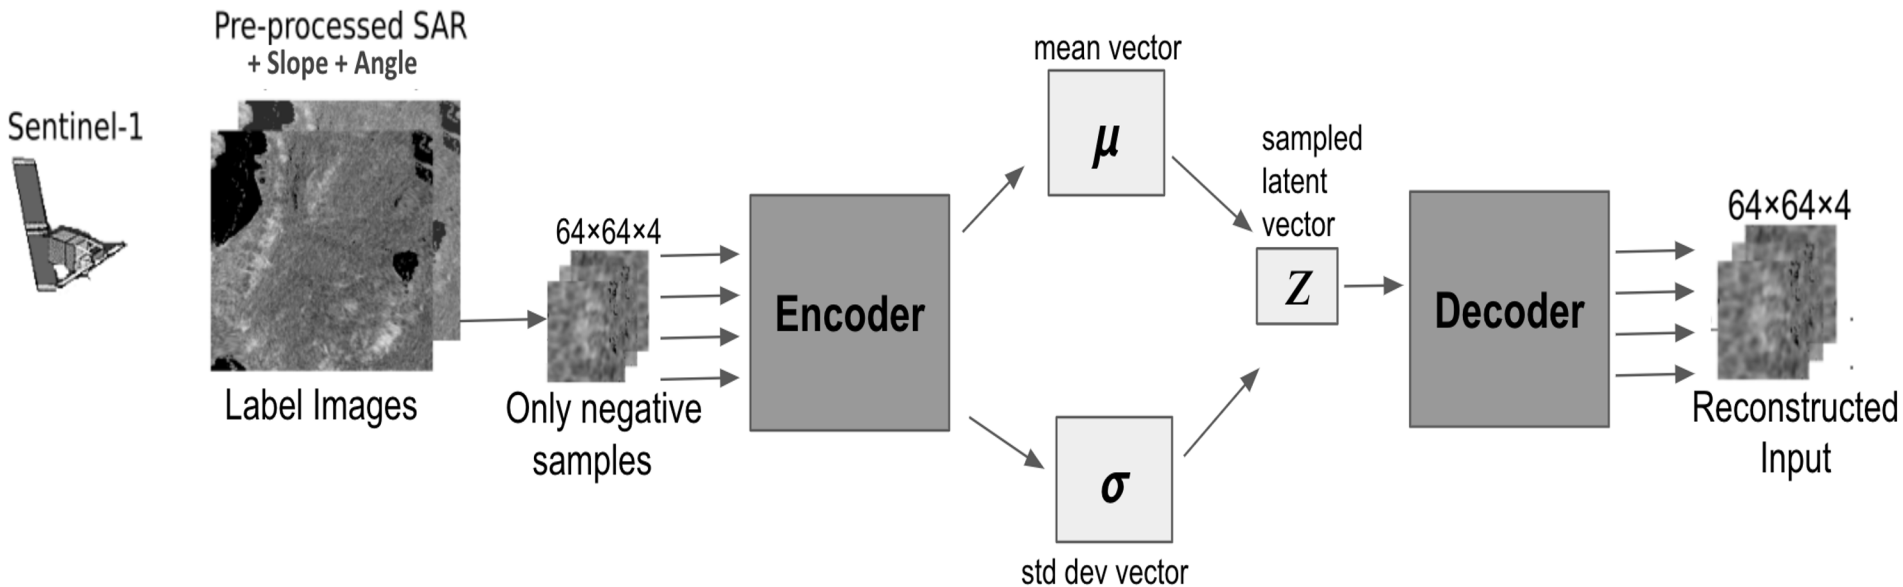 Pre-processed SAR
+ Slope + Angle
Sentinel-1
Label Images
64×64×4
Only negative
samples
Encoder
mean vector
μ
σ
std dev vector
sampled
latent
vector
Z
Decoder
64×64×4
Reconstructed
Input